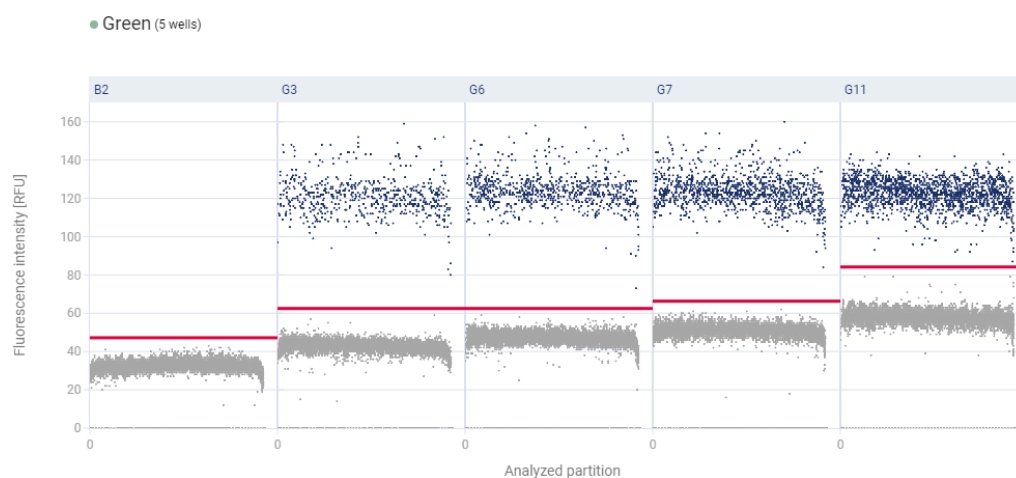 Green (5 wells)
B2 G3 G6 G7 G11
Fluorescence intensity [RFU]
160
140
120
100
80
60
40
20
0
0 0 0 0 0
Analyzed partition